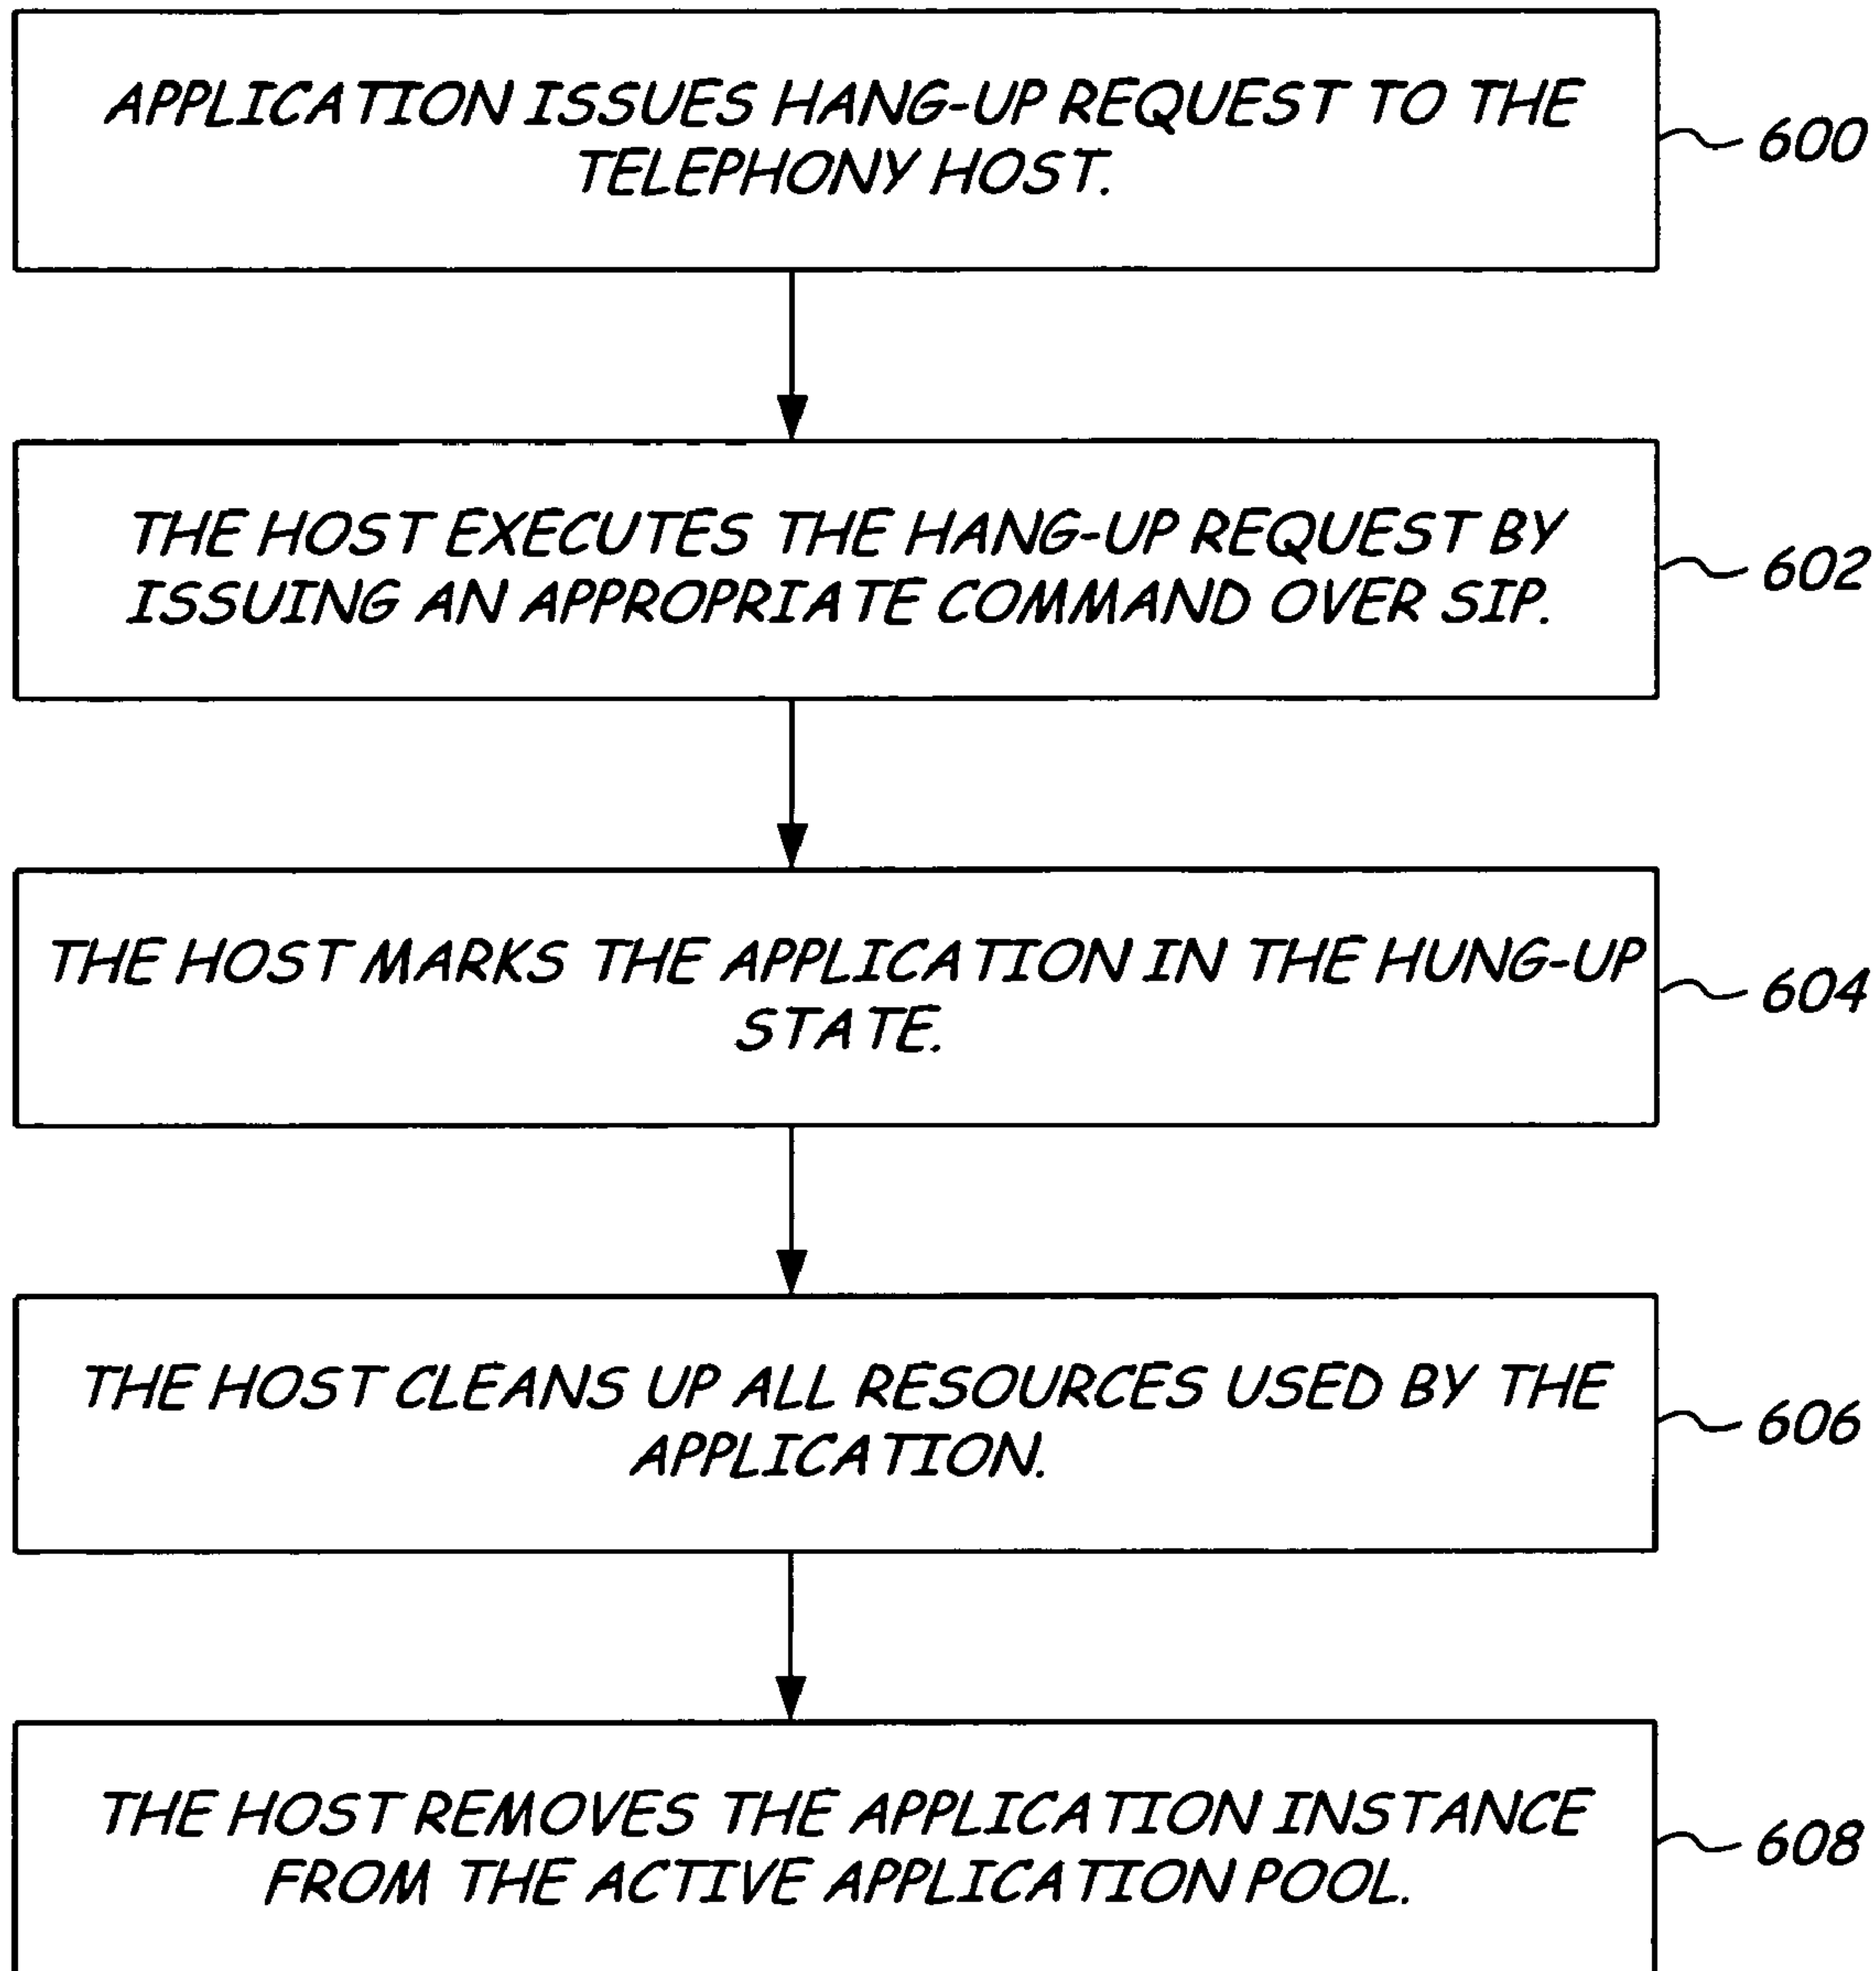 APPLICATION ISSUES HANG-UP REQUEST TO THE
TELEPHONY HOST.
600
THE HOST EXECUTES THE HANG-UP REQUEST BY
ISSUING AN APPROPRIATE COMMAND OVER SIP.
602
THE HOST MARKS THE APPLICATION IN THE HUNG-UP
STATE.
604
THE HOST CLEANS UP ALL RESOURCES USED BY THE
APPLICATION.
606
THE HOST REMOVES THE APPLICATION INSTANCE
FROM THE ACTIVE APPLICATION POOL.
608